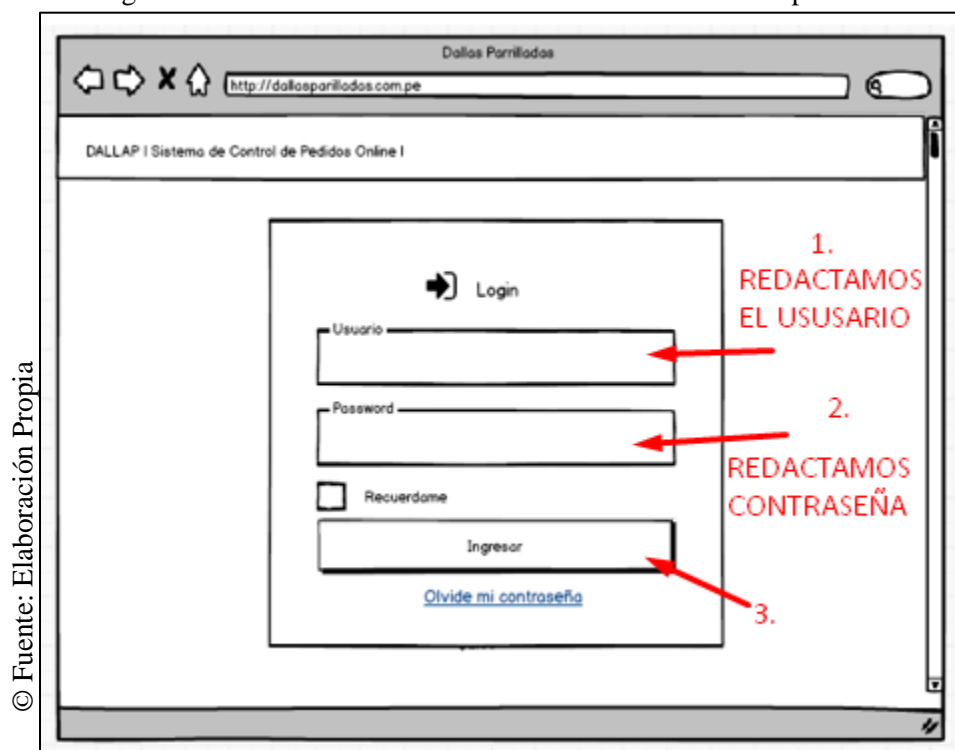 Dallas Parrilladas
http://dallasparilladas.com.pe
DALLAP | Sistema de Control de Pedidos Online |
Login
Usuario
Password
Recuerdame
Ingresar
Olvide mi contraseña
1.
REDACTAMOS
EL USUSARIO
2.
REDACTAMOS
CONTRASEÑA
3.
© Fuente: Elaboración Propia